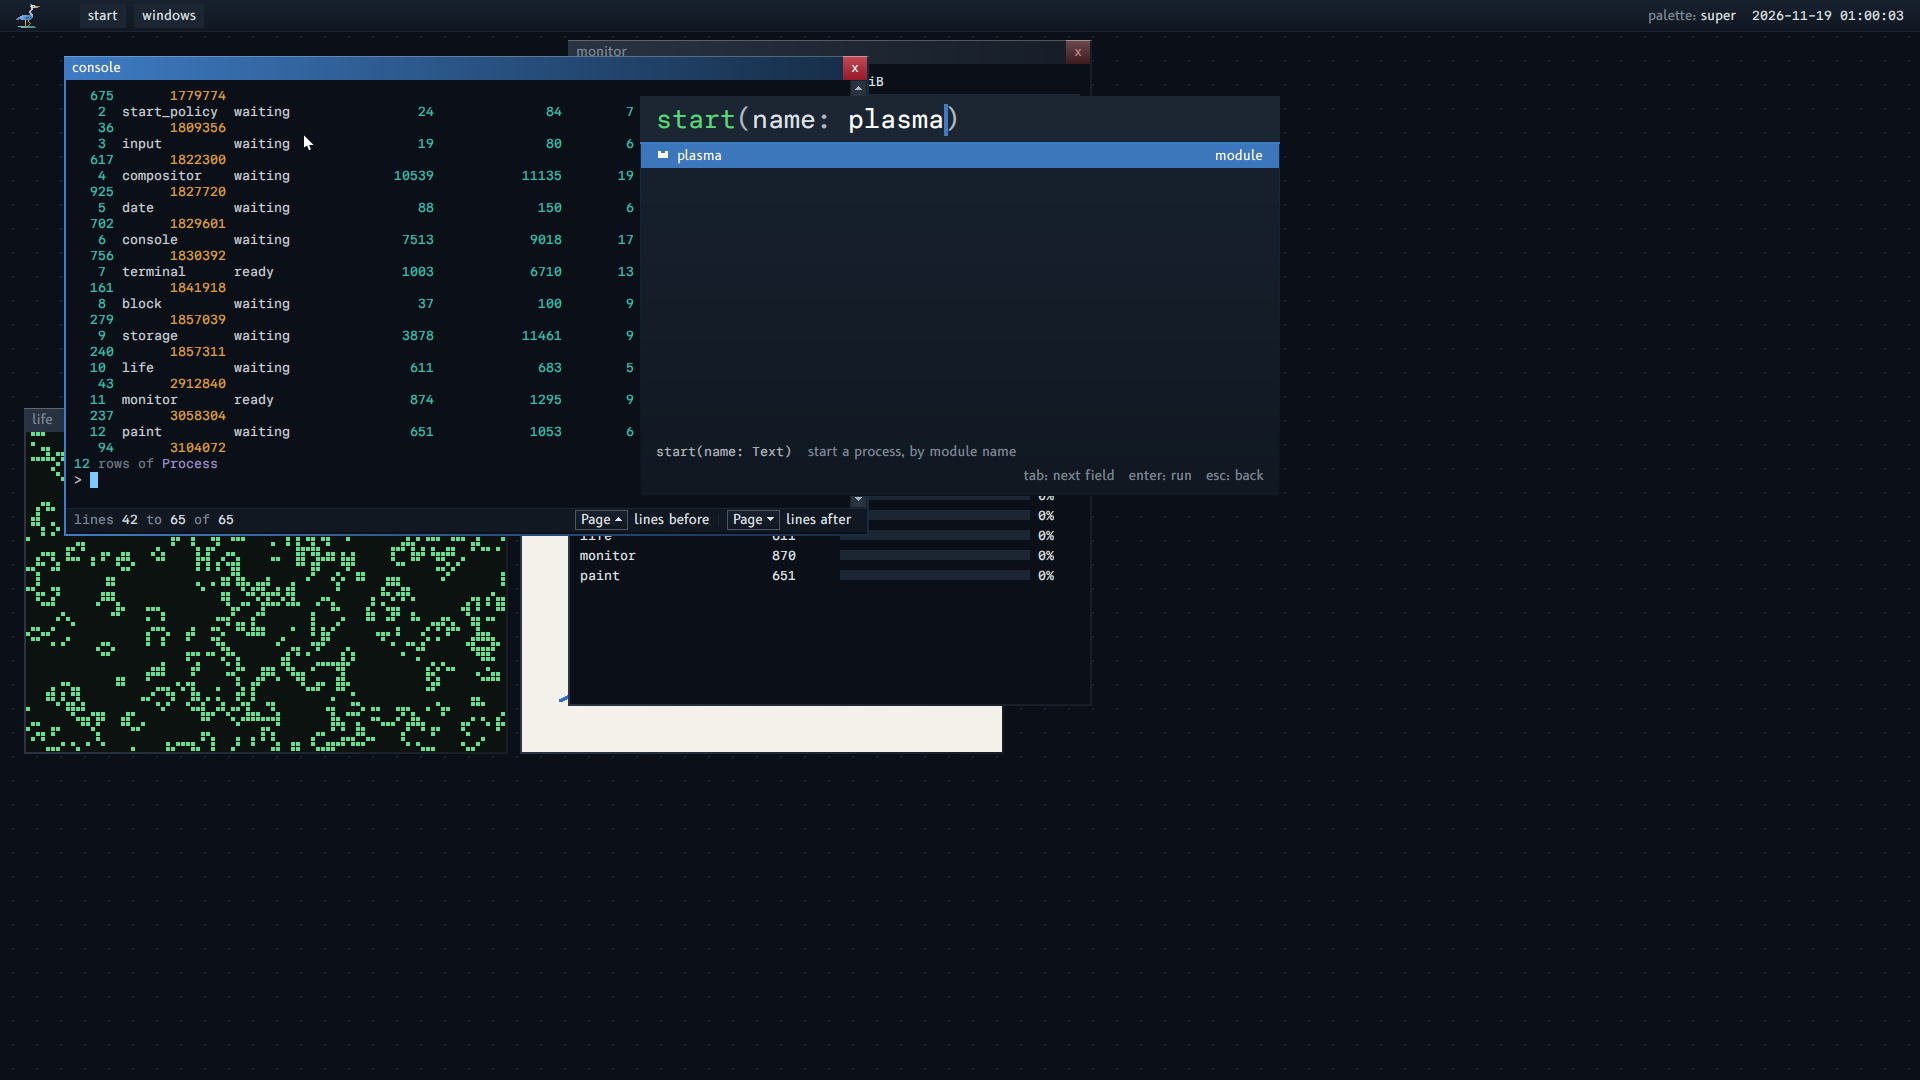 start windows palette: super 2026-11-19 01:00:03
monitor x
console x
iB
675 1779774
2 start_policy waiting 24 84 7
36 1809356
3 input waiting 19 80 6
617 1822300
4 compositor waiting 10539 11135 19
925 1827720
5 date waiting 88 150 6
702 1829601
6 console waiting 7513 9018 17
756 1830392
7 terminal ready 1003 6710 13
161 1841918
8 block waiting 37 100 9
279 1857039
9 storage waiting 3878 11461 9
240 1857311
10 life waiting 611 683 5
43 2912840
11 monitor ready 874 1295 9
237 3058304
12 paint waiting 651 1053 6
94 3104072
12 rows of Process
>
lines 42 to 65 of 65 Page lines before Page lines after
start(name: plasma)
plasma module
start(name: Text) start a process, by module name
tab: next field enter: run esc: back
life
0%
0%
life 611 0%
monitor 870 0%
paint 651 0%